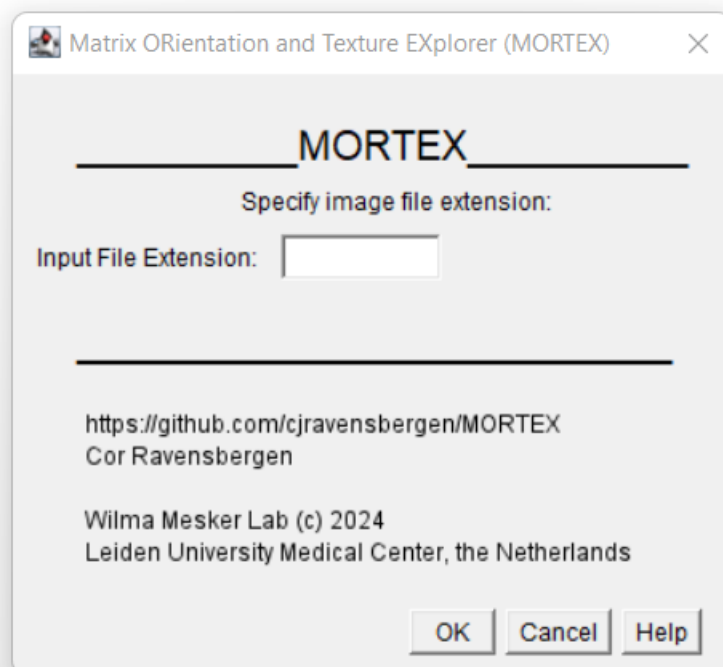 Matrix ORientation and Texture EXplorer (MORTEX)
__________MORTEX__________
Specify image file extension:
Input File Extension:
https://github.com/cjravensbergen/MORTEX
Cor Ravensbergen
Wilma Mesker Lab (c) 2024
Leiden University Medical Center, the Netherlands
OK Cancel Help